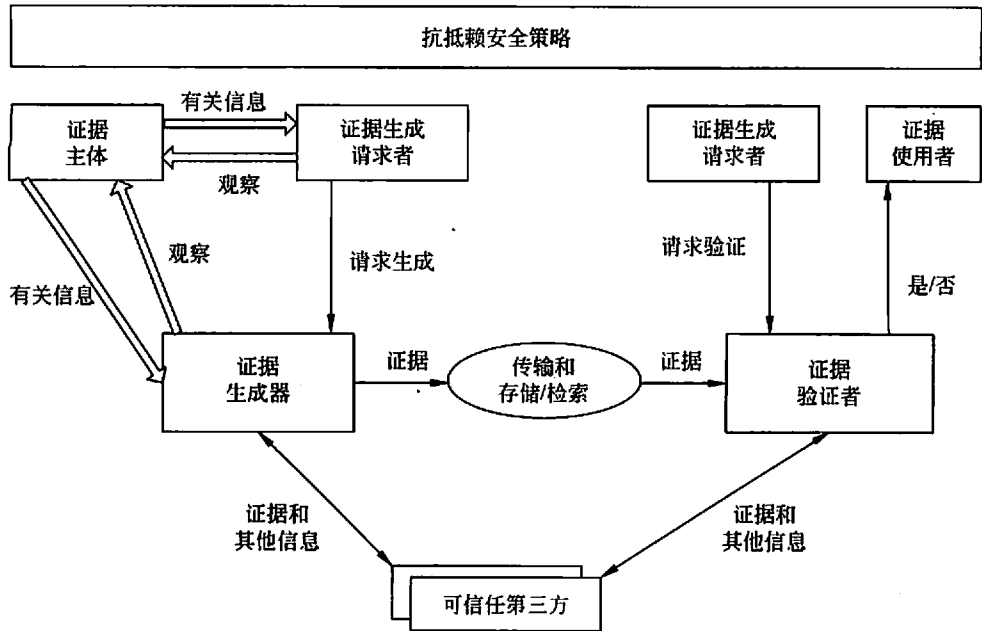 抗抵赖安全策略
证据
主体
有关信息
观察
证据生成
请求者
证据生成
请求者
证据
使用者
观察
有关信息
请求生成
请求验证
是/否
证据
生成器
证据
传输和
存储/检索
证据
证据
验证者
证据和
其他信息
证据和
其他信息
可信任第三方